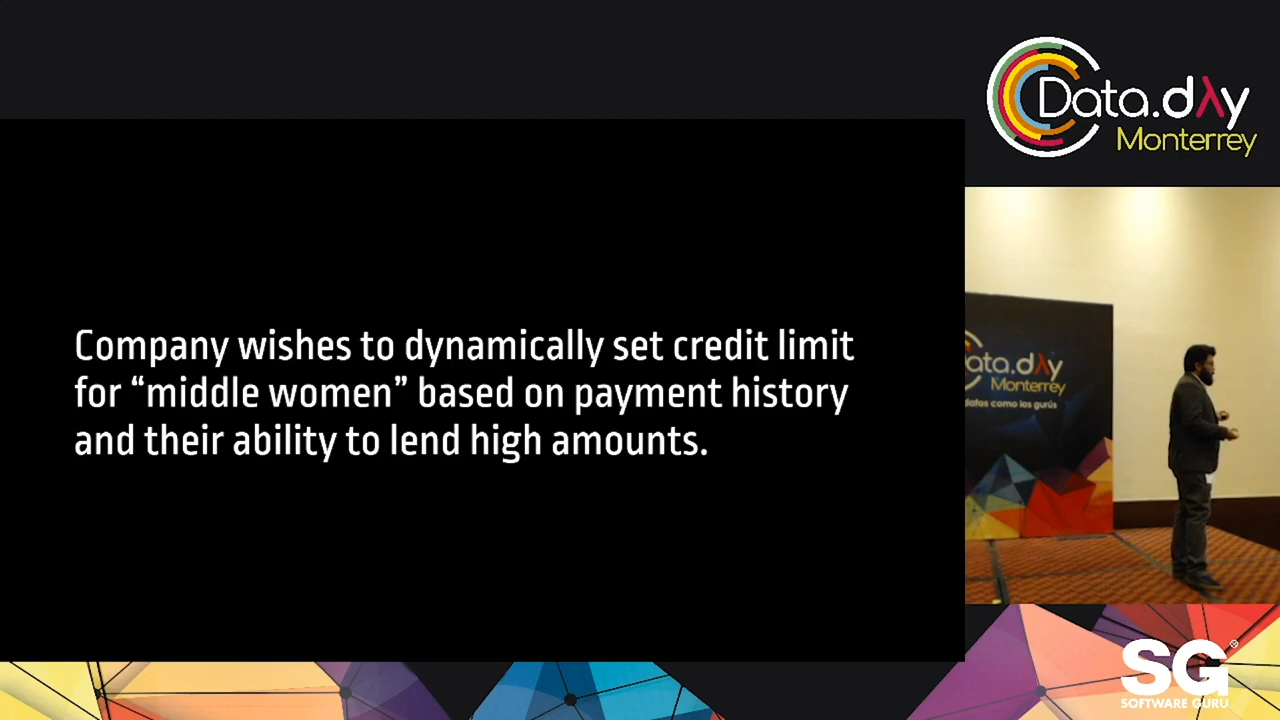 Data.dλy
Monterrey
Company wishes to dynamically set credit limit
for “middle women” based on payment history
and their ability to lend high amounts.
ata.dλy
Monterrey
datos como los gurús
SG
SOFTWARE GURU